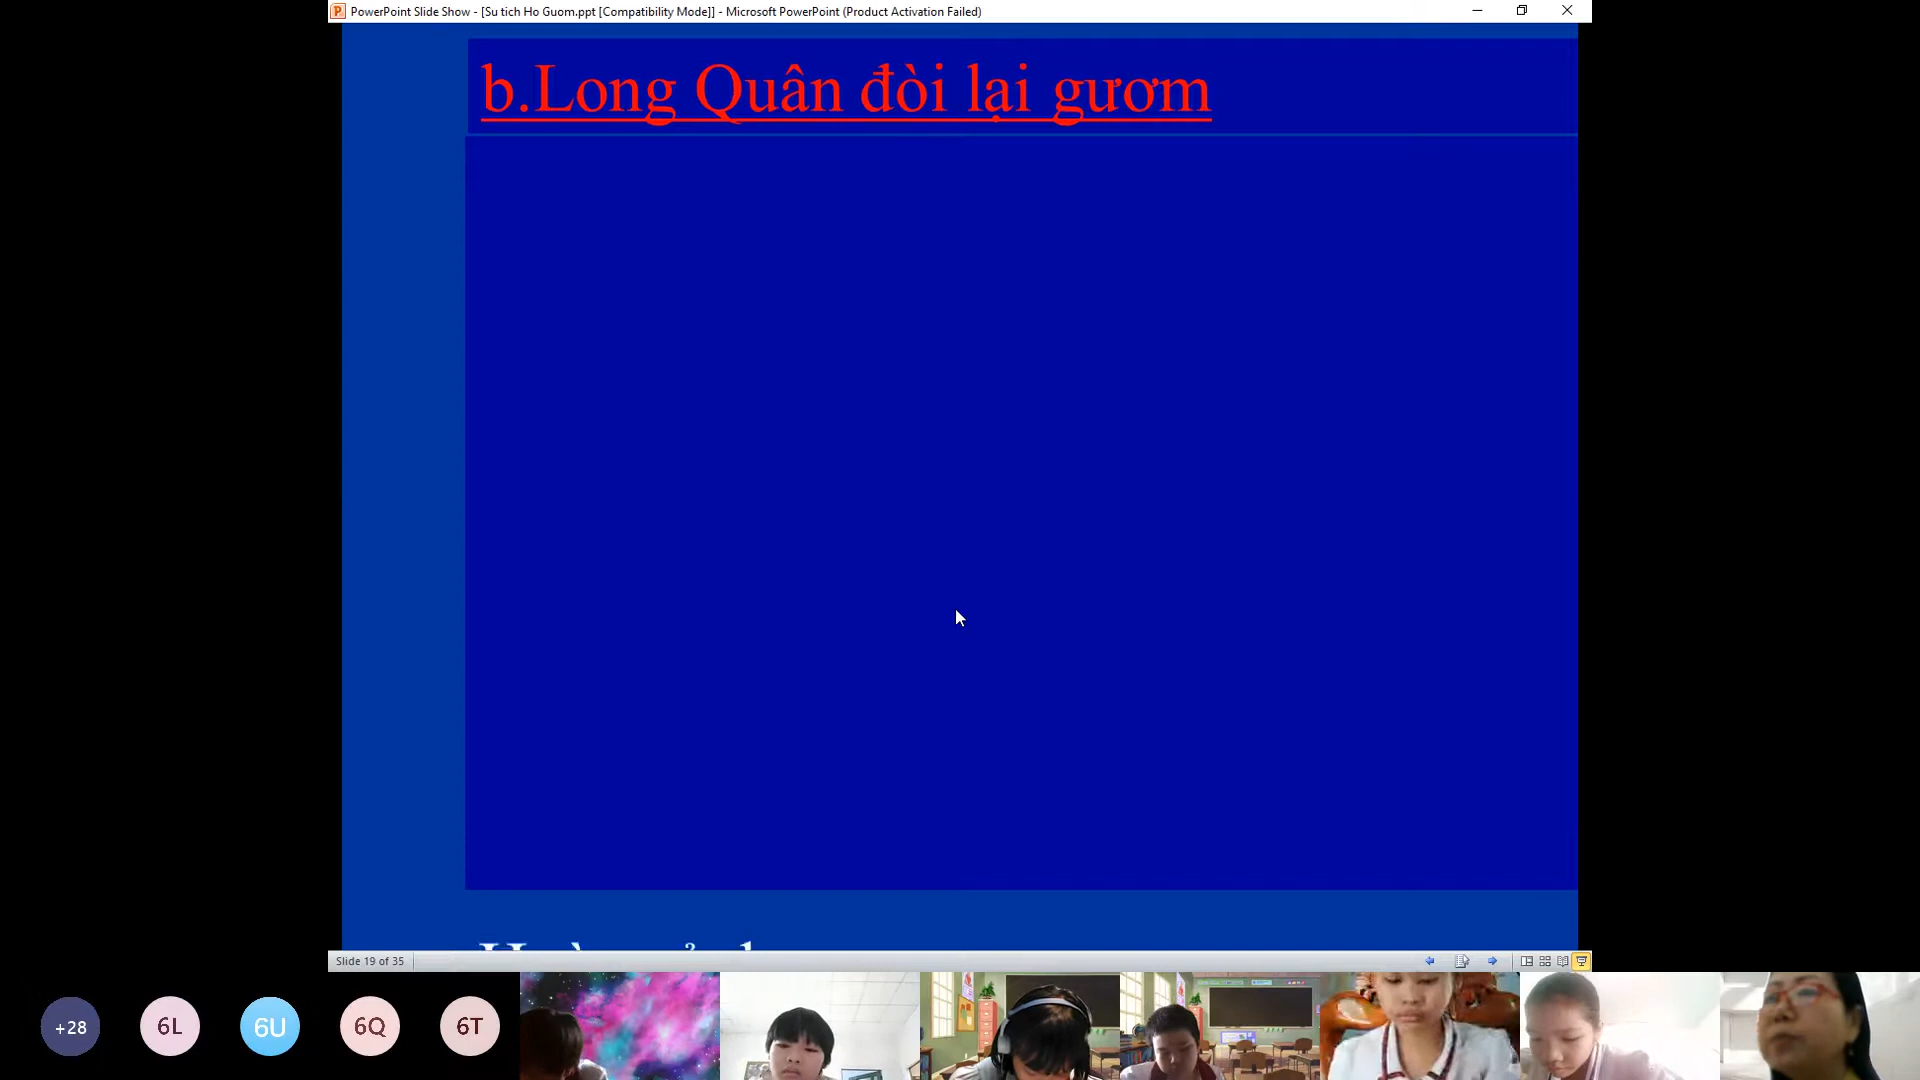 PowerPoint Slide Show - [Su tich Ho Guom.ppt [Compatibility Mode]] - Microsoft PowerPoint (Product Activation Failed)
b.Long Quân đòi lại gươm
Slide 19 of 35
+28
6L
6U
6Q
6T